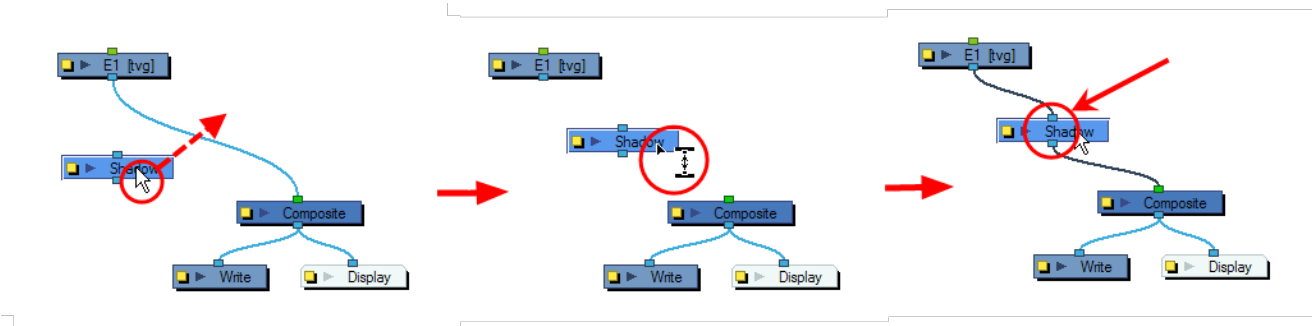 E1 [tvg]
Shadow
Composite
Write
Display
E1 [tvg]
Shadow
Composite
Write
Display
E1 [tvg]
Shadow
Composite
Write
Display